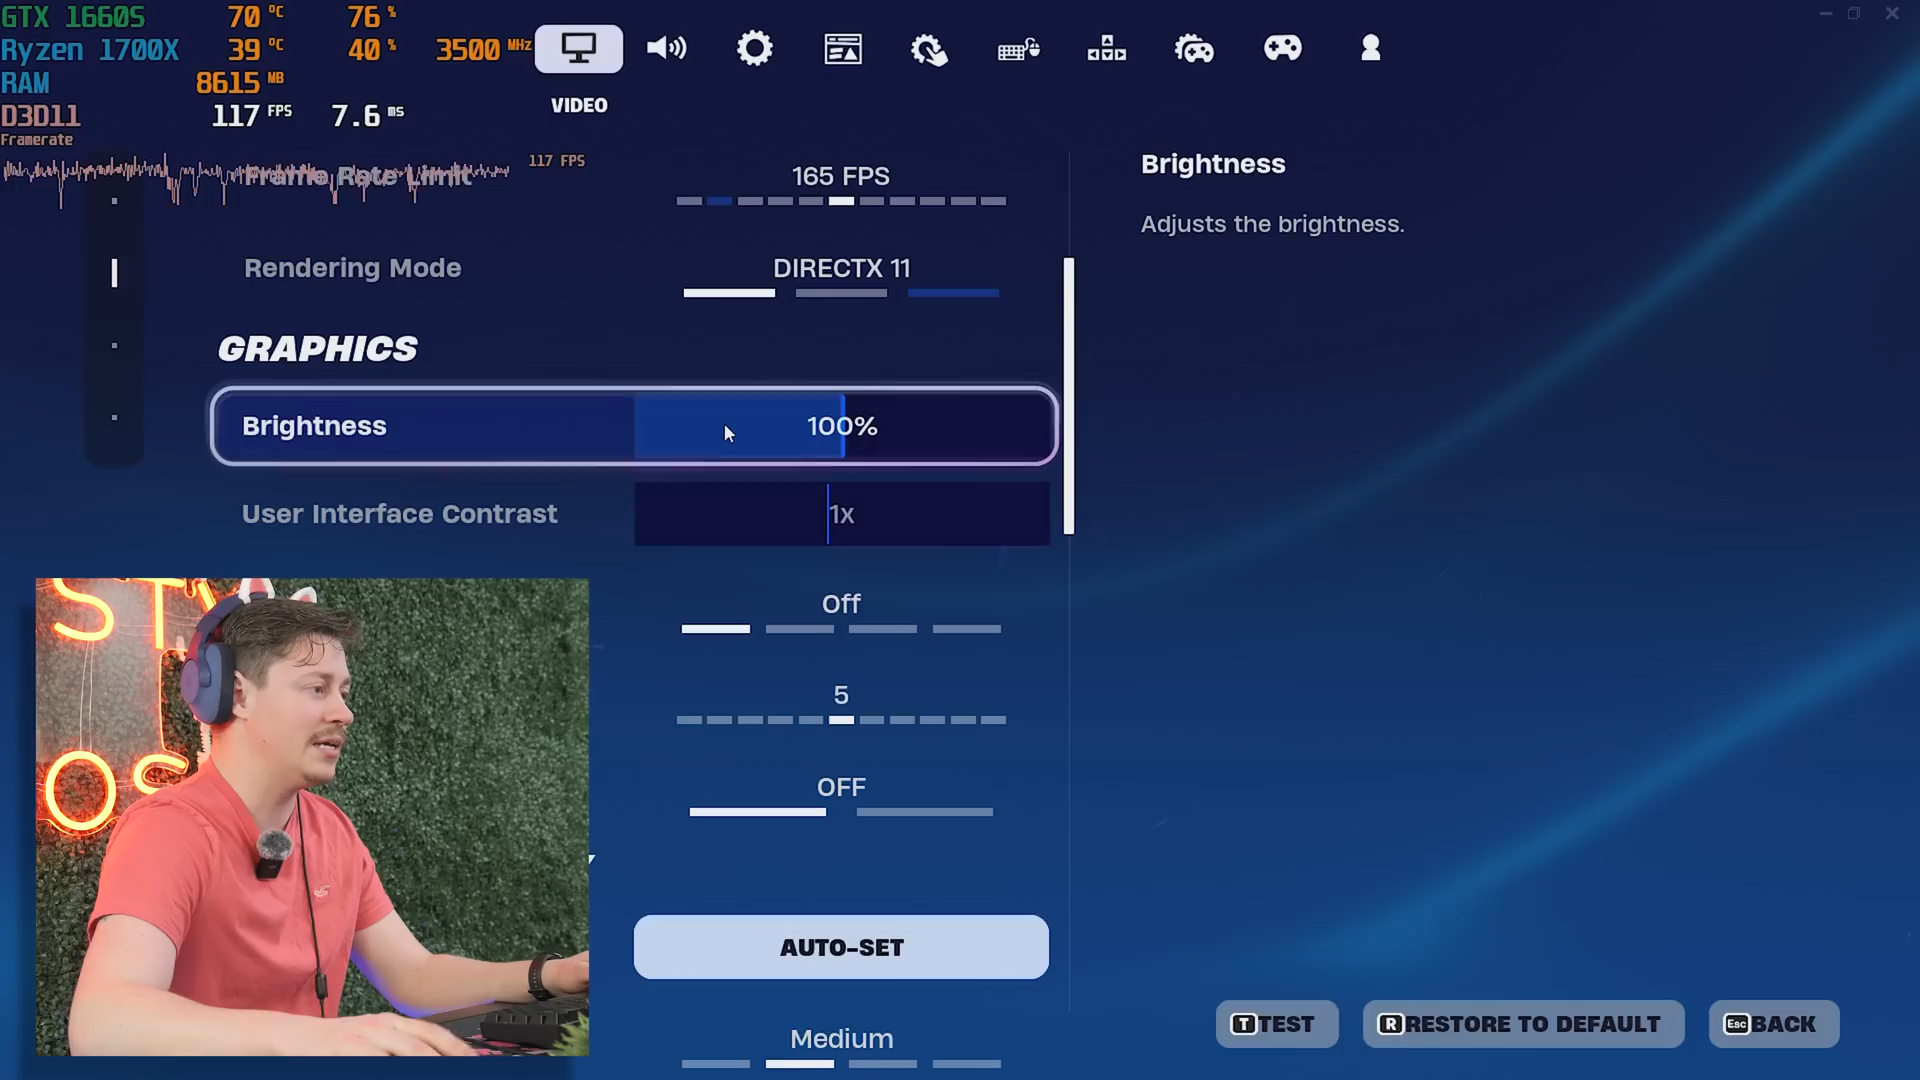 GTX 1660S 70 °C 76 %
Ryzen 1700X 39 °C 40 % 3500 MHz
RAM 8615 MB
D3D11 117 FPS 7.6 ms
Framerate
117 FPS
VIDEO
Frame Rate Limit 165 FPS
Rendering Mode DIRECTX 11
GRAPHICS
Brightness 100%
User Interface Contrast 1x
Off
5
OFF
AUTO-SET
Medium
Brightness
Adjusts the brightness.
T TEST
R RESTORE TO DEFAULT
Esc BACK